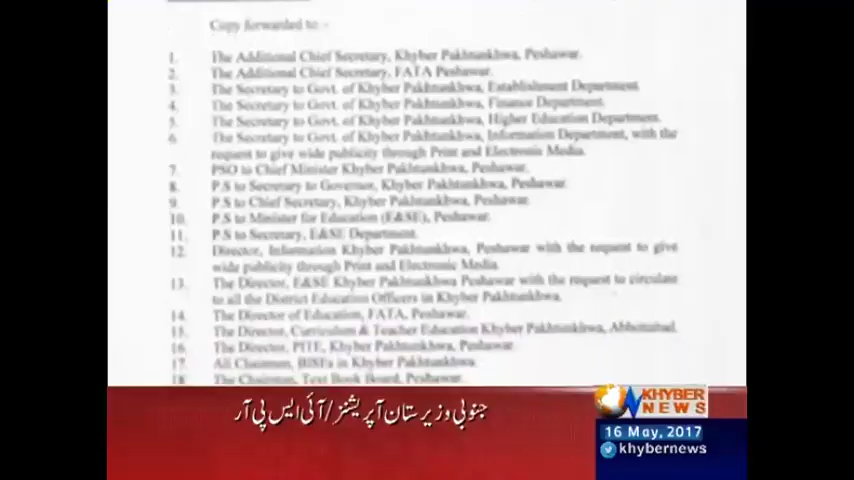 Copy forwarded to: -
1. The Additional Chief Secretary, Khyber Pakhtunkhwa, Peshawar.
2. The Additional Chief Secretary, FATA Peshawar.
3. The Secretary to Govt. of Khyber Pakhtunkhwa, Establishment Department.
4. The Secretary to Govt. of Khyber Pakhtunkhwa, Finance Department.
5. The Secretary to Govt. of Khyber Pakhtunkhwa, Higher Education Department.
6. The Secretary to Govt. of Khyber Pakhtunkhwa, Information Department, with the
request to give wide publicity through Print and Electronic Media.
7. PSO to Chief Minister Khyber Pakhtunkhwa, Peshawar.
8. P.S to Secretary to Governor, Khyber Pakhtunkhwa, Peshawar.
9. P.S to Chief Secretary, Khyber Pakhtunkhwa, Peshawar.
10. P.S to Minister for Education (E&SE), Peshawar.
11. P.S to Secretary, E&SE Department.
12. Director, Information Khyber Pakhtunkhwa, Peshawar with the request to give
wide publicity through Print and Electronic Media.
13. The Director, E&SE Khyber Pakhtunkhwa Peshawar with the request to circulate
to all the District Education Officers in Khyber Pakhtunkhwa.
14. The Director of Education, FATA, Peshawar.
15. The Director, Curriculum & Teacher Education Khyber Pakhtunkhwa, Abbottabad.
16. The Director, PITE, Khyber Pakhtunkhwa, Peshawar.
17. All Chairman, BISEs in Khyber Pakhtunkhwa.
18. The Chairman, Text Book Board, Peshawar.
جنوبی وزیرستان آپریشنز/آئی ایس پی آر
KHYBER
NEWS
16 May, 2017
khybernews